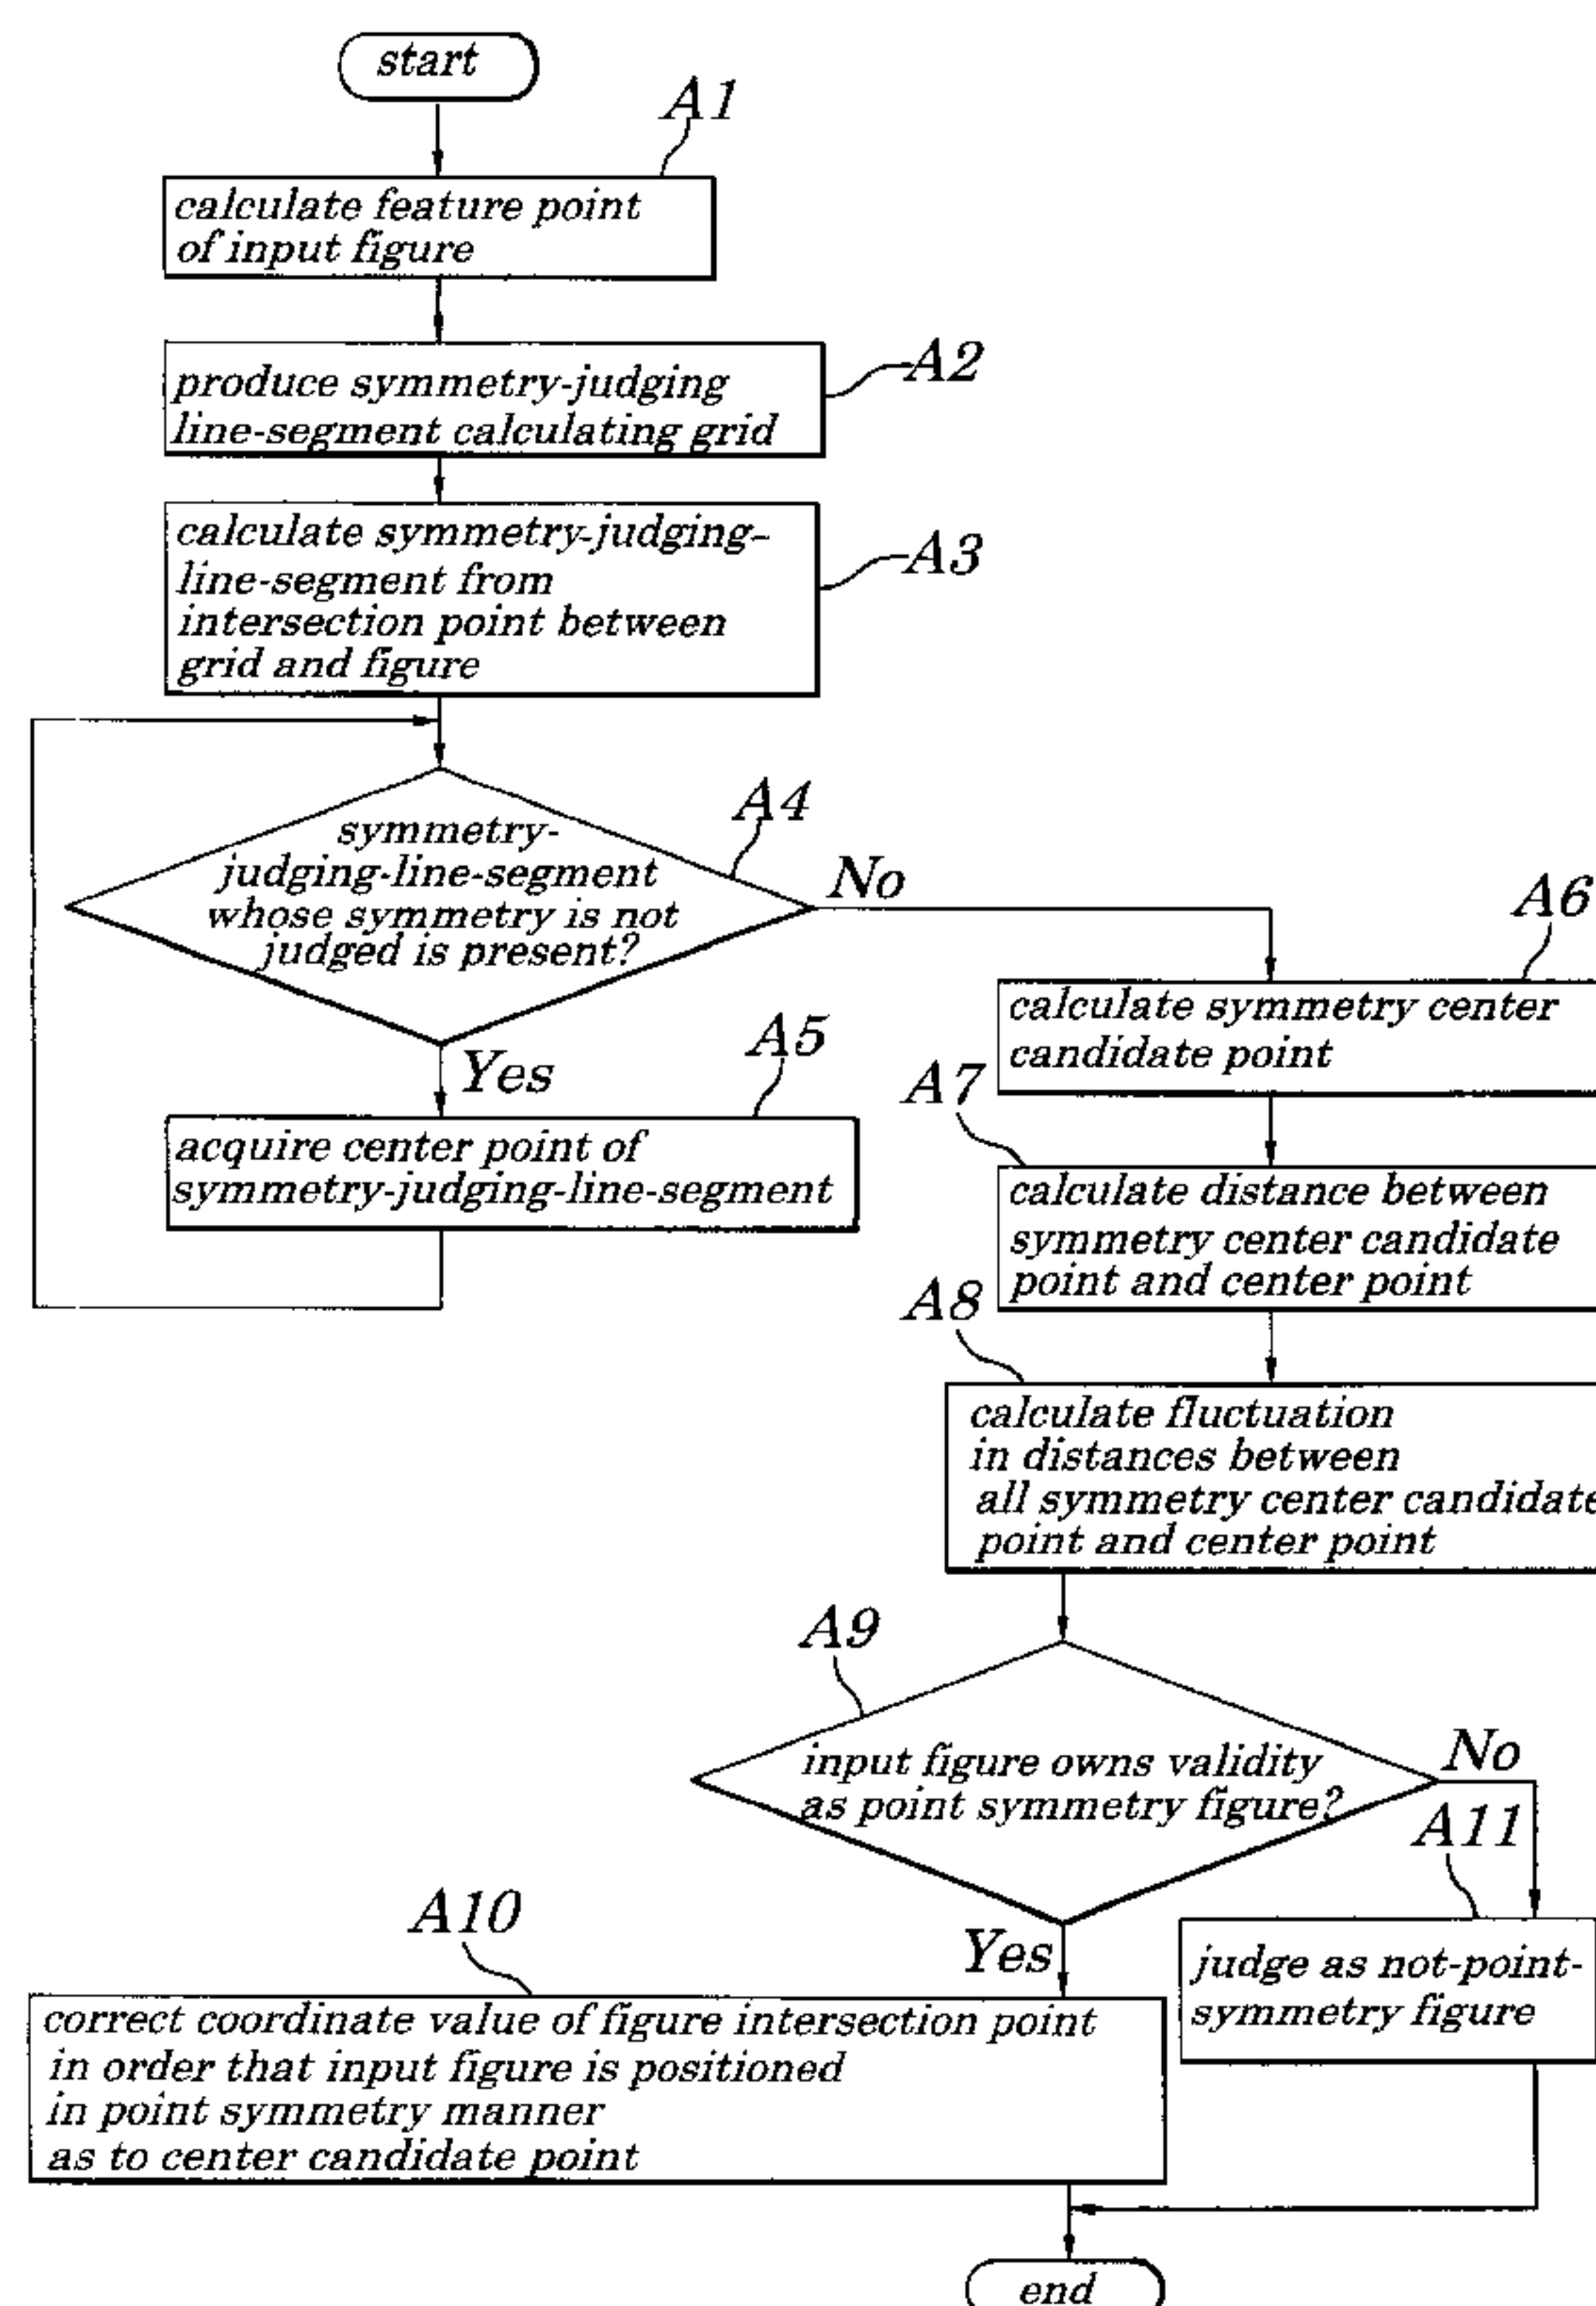 start
A1
calculate feature point
of input figure
A2
produce symmetry-judging
line-segment calculating grid
A3
calculate symmetry-judging-
line-segment from
intersection point between
grid and figure
A4
symmetry-
judging-line-segment
whose symmetry is not
judged is present?
No
Yes
A5
acquire center point of
symmetry-judging-line-segment
A6
calculate symmetry center
candidate point
A7
calculate distance between
symmetry center candidate
point and center point
A8
calculate fluctuation
in distances between
all symmetry center candidate
point and center point
A9
input figure owns validity
as point symmetry figure?
No
Yes
A11
judge as not-point-
symmetry figure
A10
correct coordinate value of figure intersection point
in order that input figure is positioned
in point symmetry manner
as to center candidate point
end